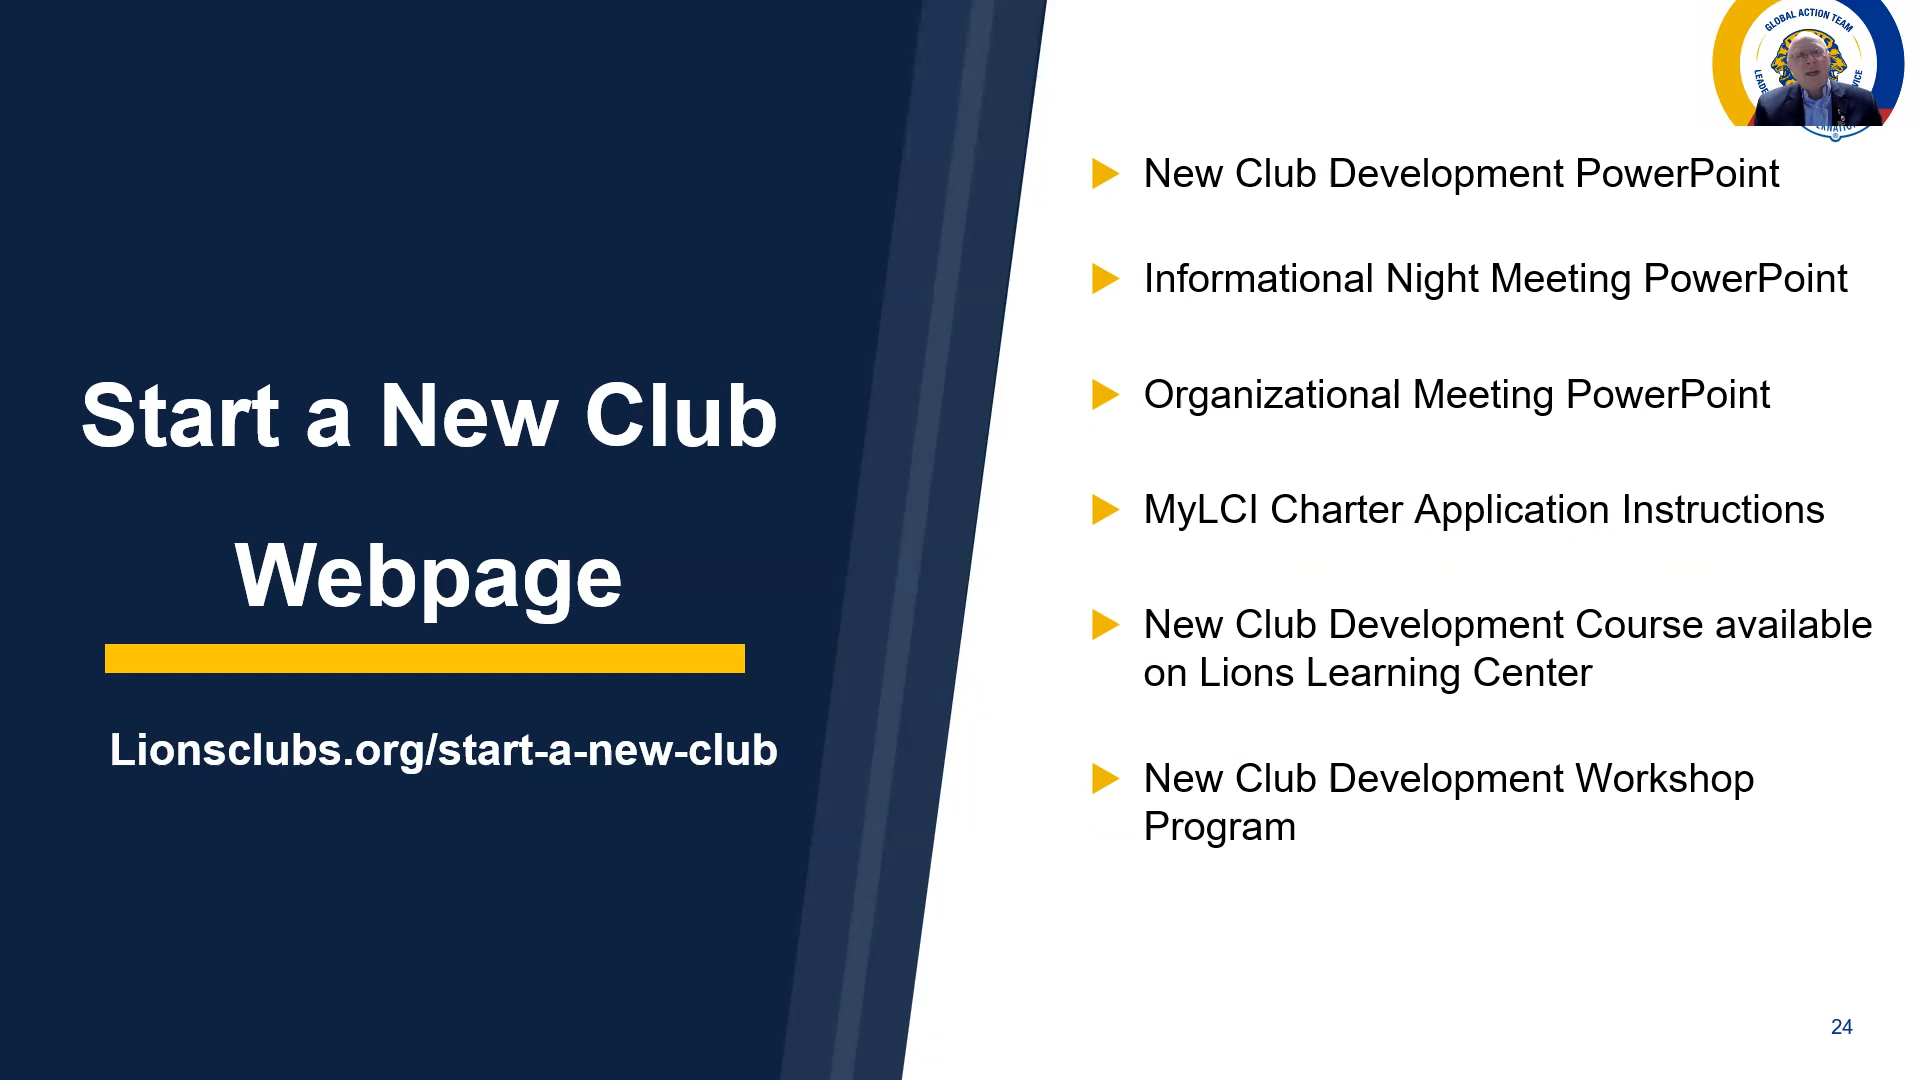 GLOBAL ACTION TEAM
Start a New Club
Webpage
Lionsclubs.org/start-a-new-club
New Club Development PowerPoint
Informational Night Meeting PowerPoint
Organizational Meeting PowerPoint
MyLCI Charter Application Instructions
New Club Development Course available
on Lions Learning Center
New Club Development Workshop
Program
24